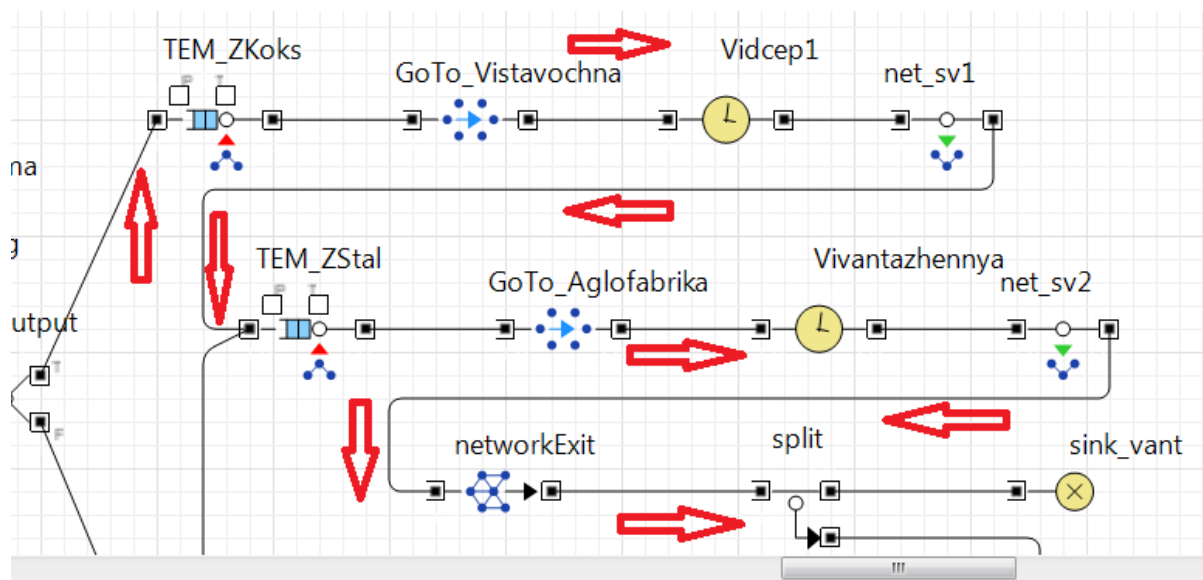 TEM_ZKoks
GoTo_Vistavochna
Vidcep1
net_sv1
P T
na
g
TEM_ZStal
GoTo_Aglofabrika
Vivantazhennya
net_sv2
P T
utput
T
F
networkExit
split
sink_vant